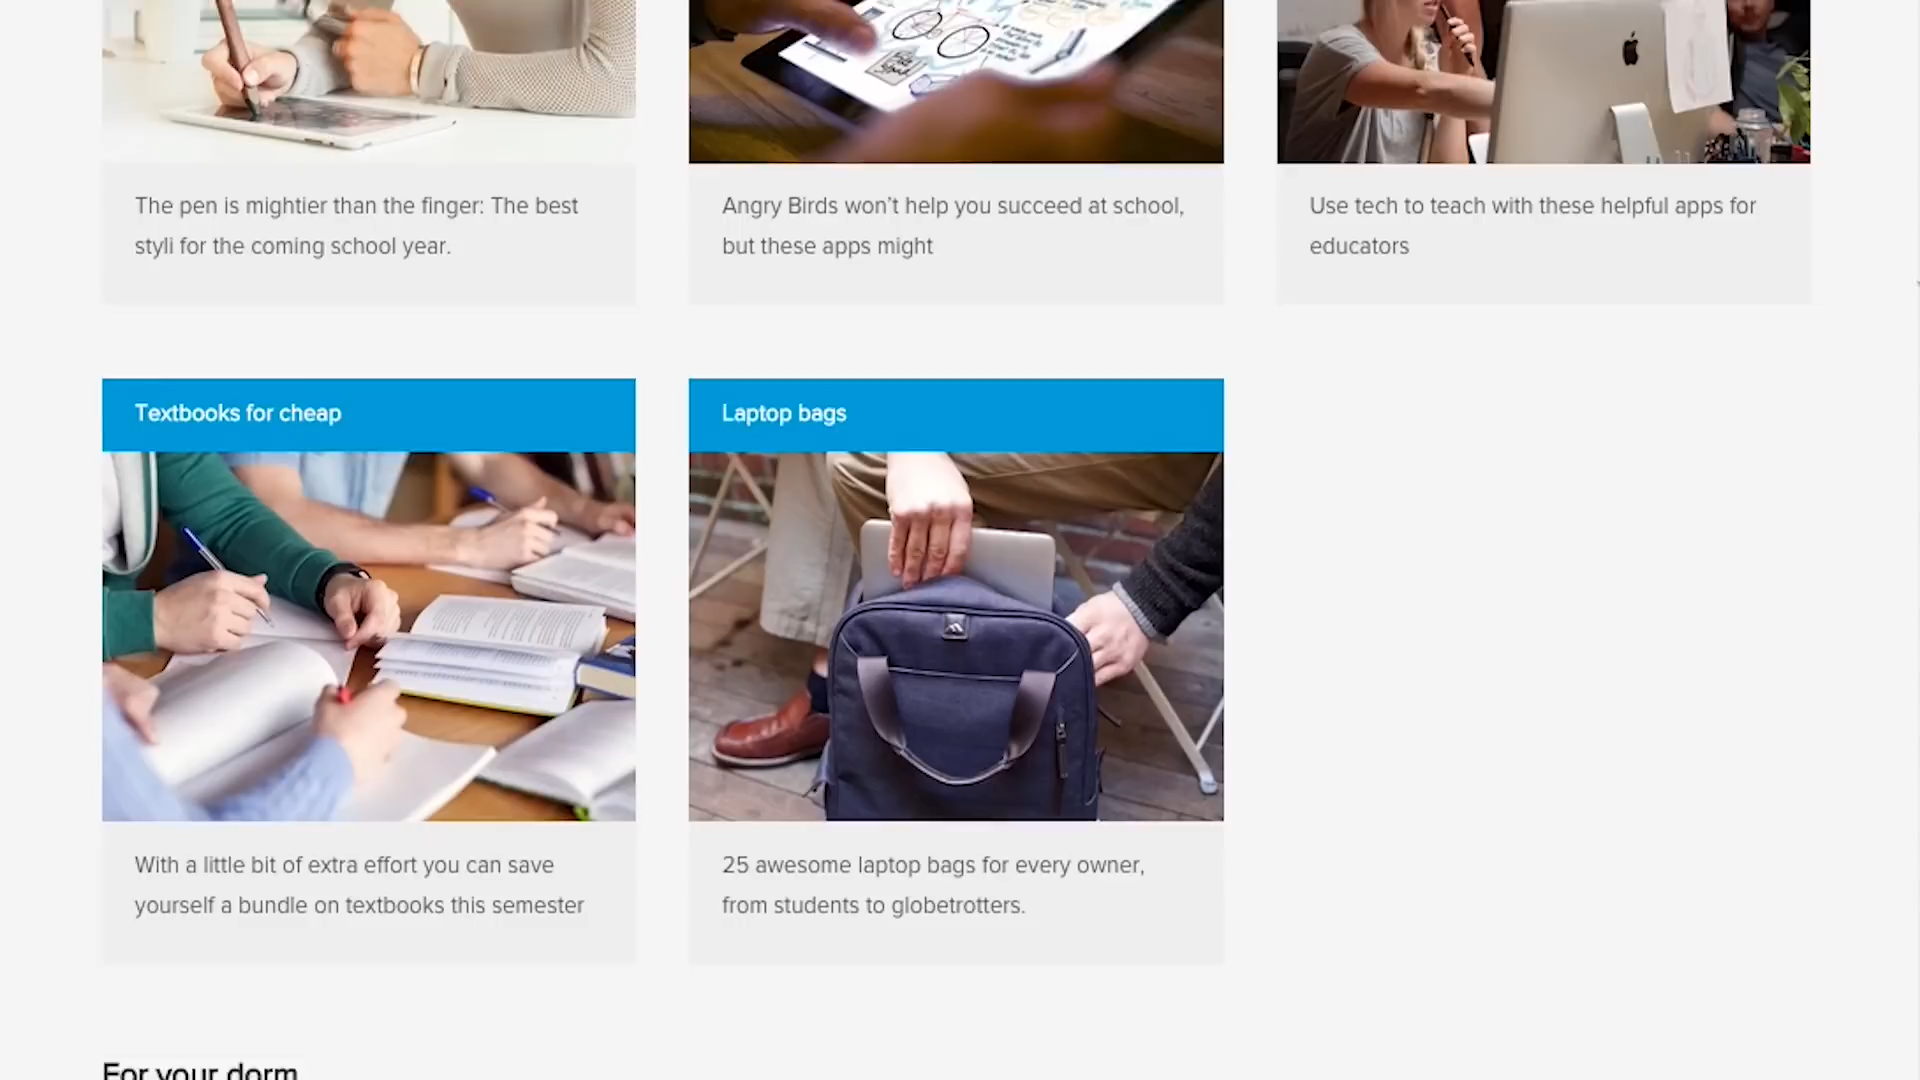 The pen is mightier than the finger: The best
styli for the coming school year.
Angry Birds won't help you succeed at school,
but these apps might
Use tech to teach with these helpful apps for
educators
Textbooks for cheap
Laptop bags
With a little bit of extra effort you can save
yourself a bundle on textbooks this semester
25 awesome laptop bags for every owner,
from students to globetrotters.
For your dorm